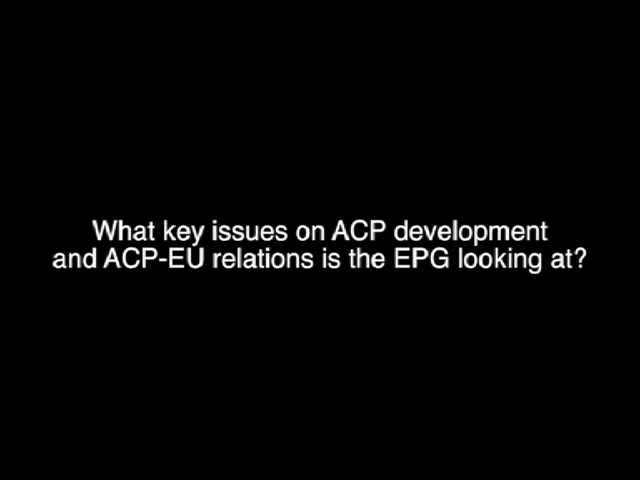 What key issues on ACP development
and ACP-EU relations is the EPG looking at?